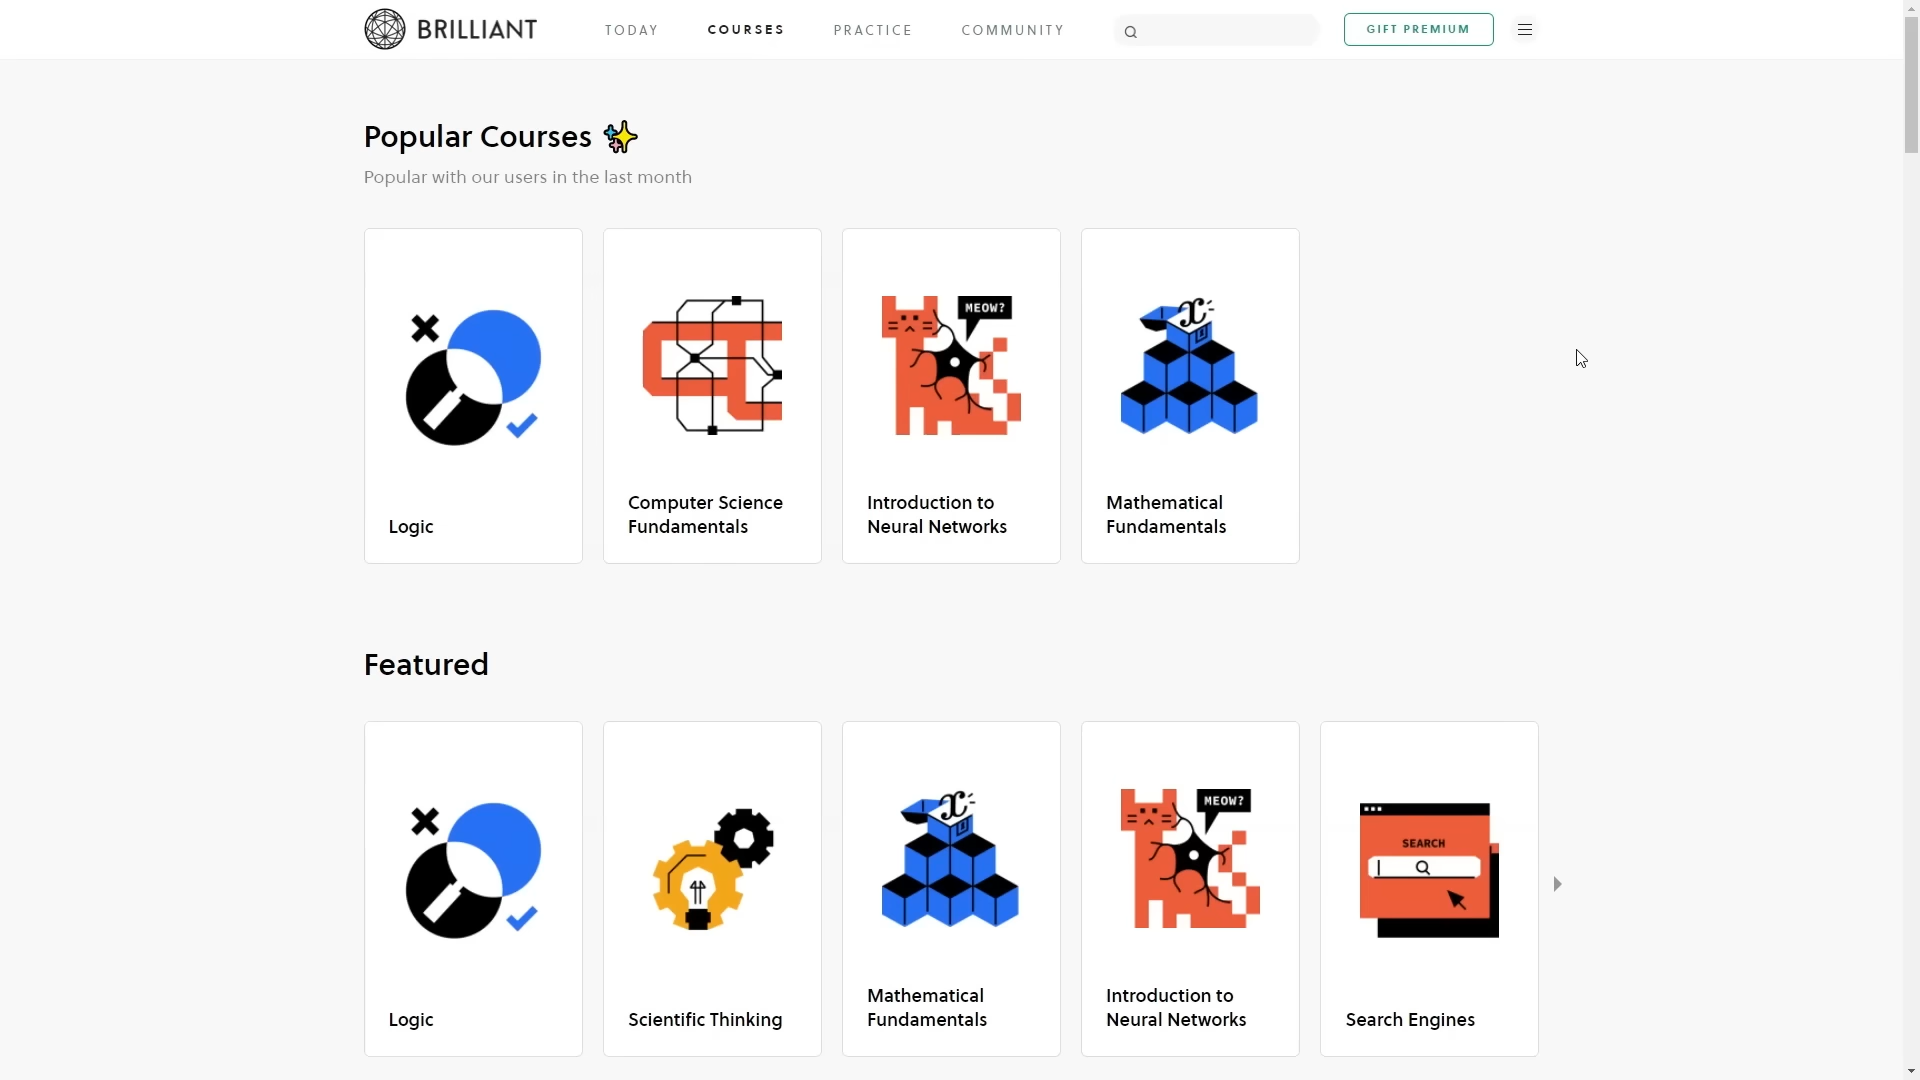 BRILLIANT
TODAY
COURSES
PRACTICE
COMMUNITY
GIFT PREMIUM
Popular Courses
Popular with our users in the last month
MEOW?
x
Logic
Computer Science
Fundamentals
Introduction to
Neural Networks
Mathematical
Fundamentals
Featured
x
MEOW?
SEARCH
Logic
Scientific Thinking
Mathematical
Fundamentals
Introduction to
Neural Networks
Search Engines